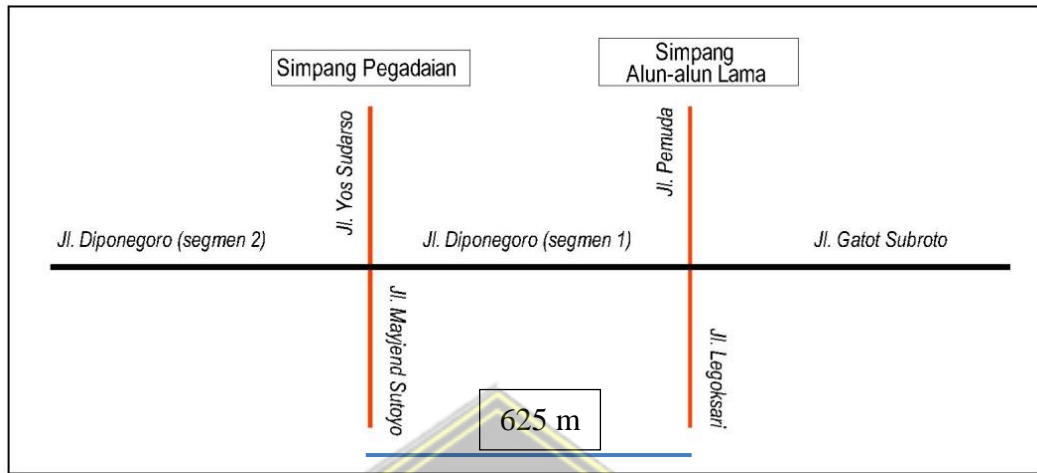 Simpang Pegadaian
Simpang
Alun-alun Lama
Jl. Yos Sudarso
Jl. Pemuda
Jl. Diponegoro (segmen 2)
Jl. Diponegoro (segmen 1)
Jl. Gatot Subroto
Jl. Mayjend Sutoyo
Jl. Legoksari
625 m